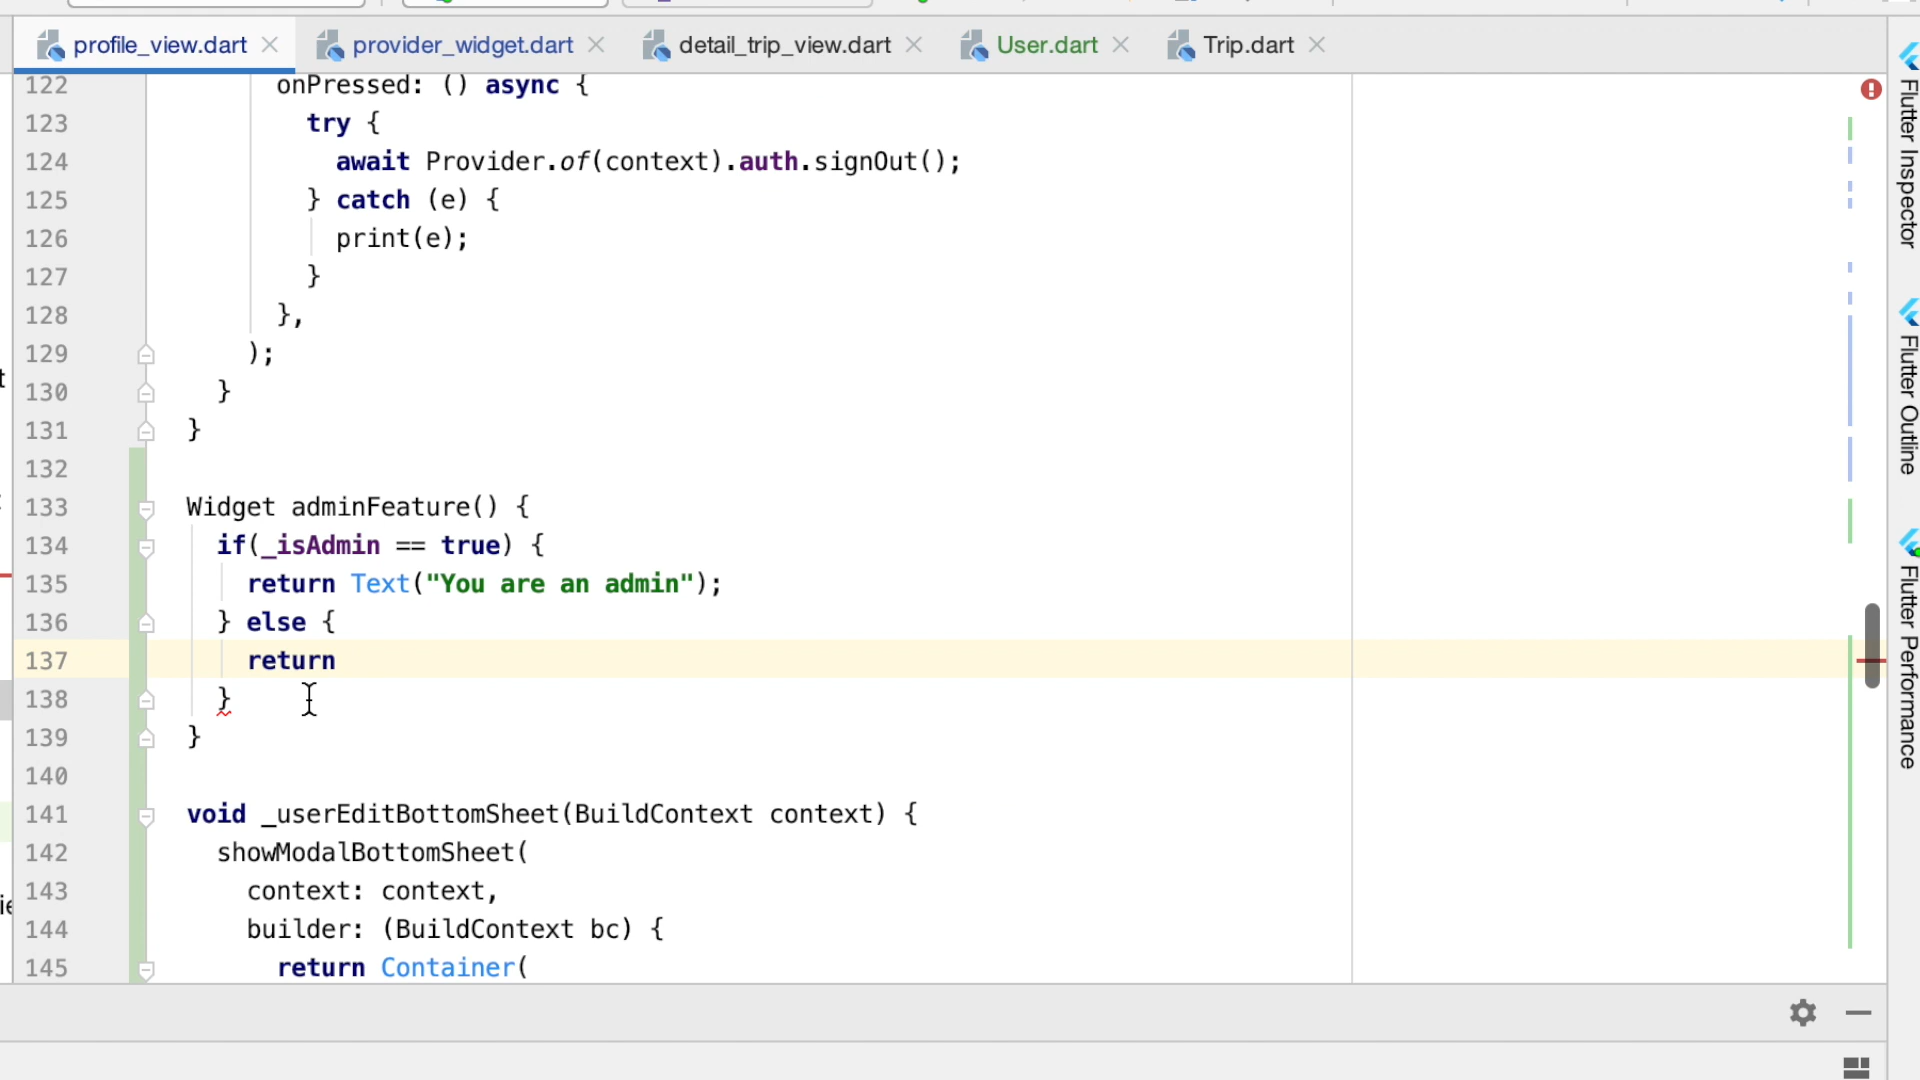 profile_view.dart provider_widget.dart detail_trip_view.dart User.dart Trip.dart
122 onPressed: () async {
123 try {
124 await Provider.of(context).auth.signOut();
125 } catch (e) {
126 print(e);
127 }
128 },
129 );
130 }
131 }
132
133 Widget adminFeature() {
134 if(_isAdmin == true) {
135 return Text("You are an admin");
136 } else {
137 return
138 }
139 }
140
141 void _userEditBottomSheet(BuildContext context) {
142 showModalBottomSheet(
143 context: context,
144 builder: (BuildContext bc) {
145 return Container(
Flutter Inspector
Flutter Outline
Flutter Performance